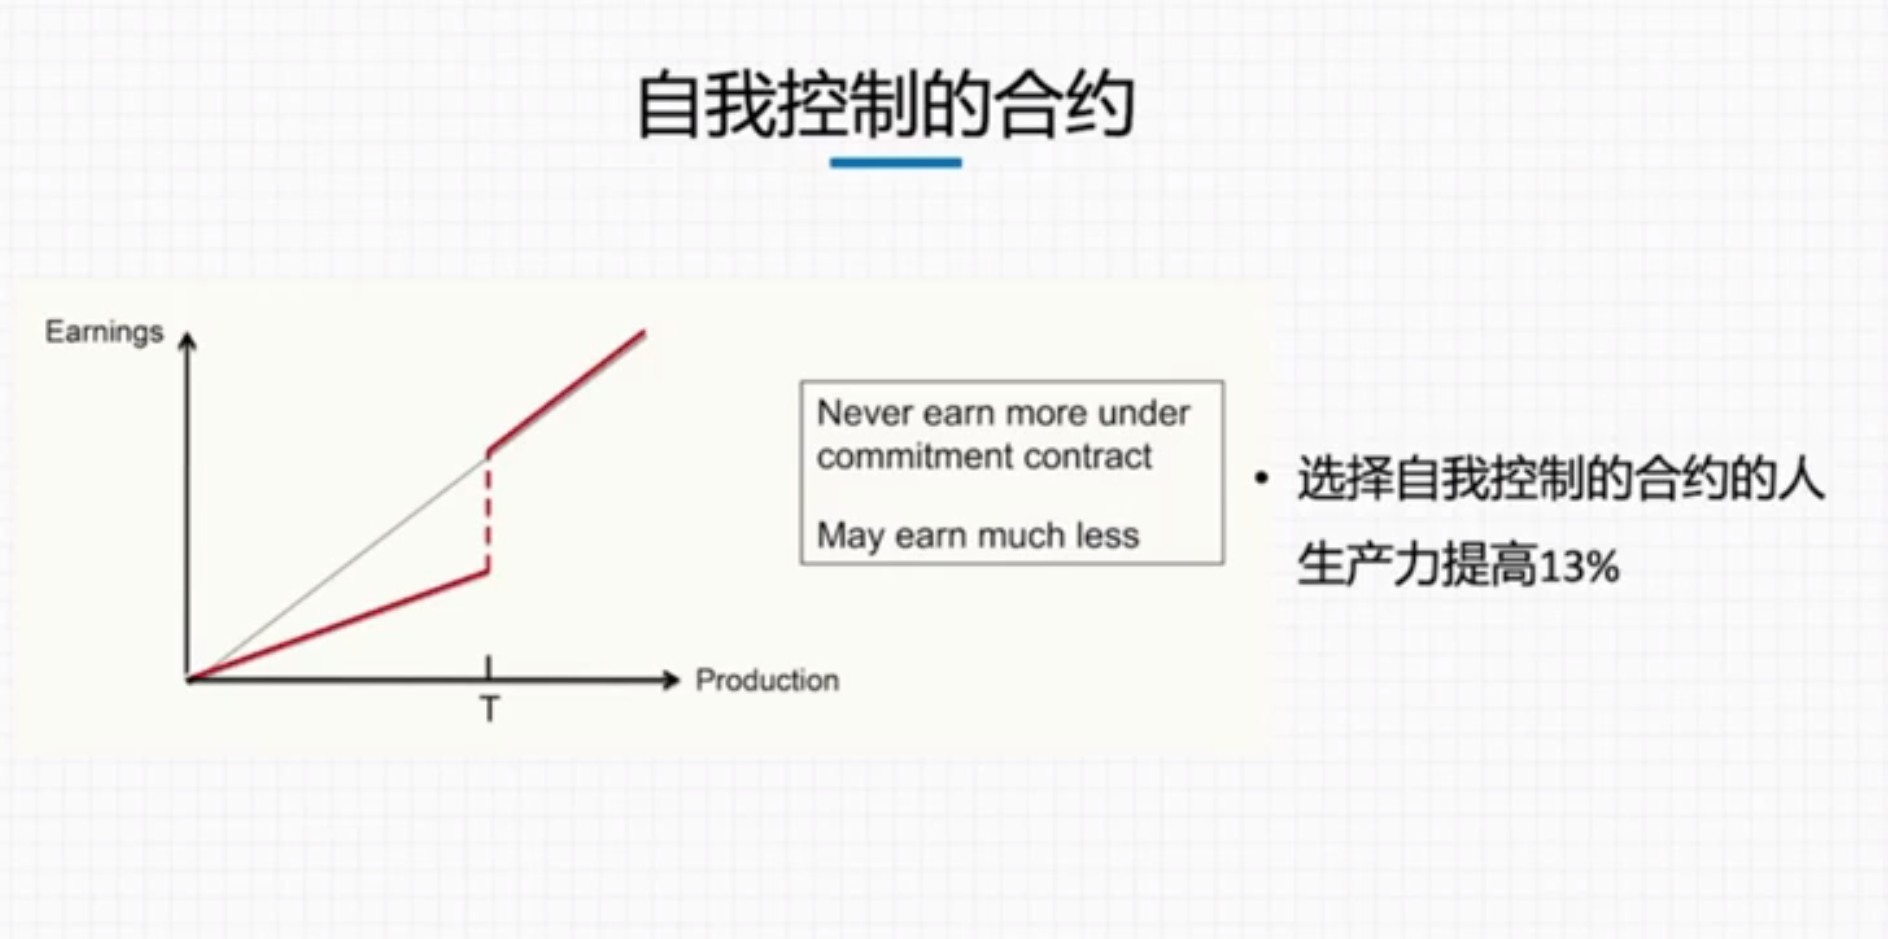 自我控制的合约
Earnings
Never earn more under
commitment contract
May earn much less
Production
T
• 选择自我控制的合约的人
生产力提高13%